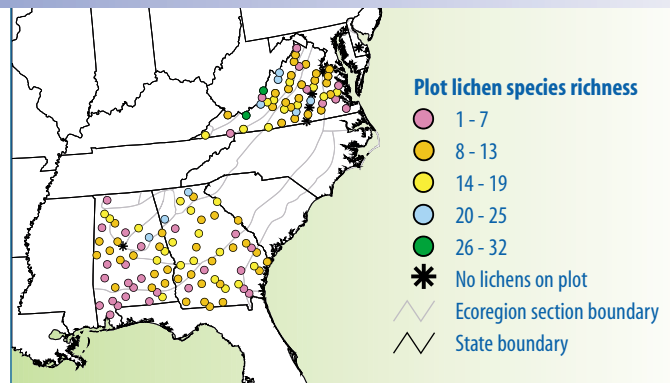 Plot lichen species richness
1 - 7
8 - 13
14 - 19
20 - 25
26 - 32
No lichens on plot
Ecoregion section boundary
State boundary